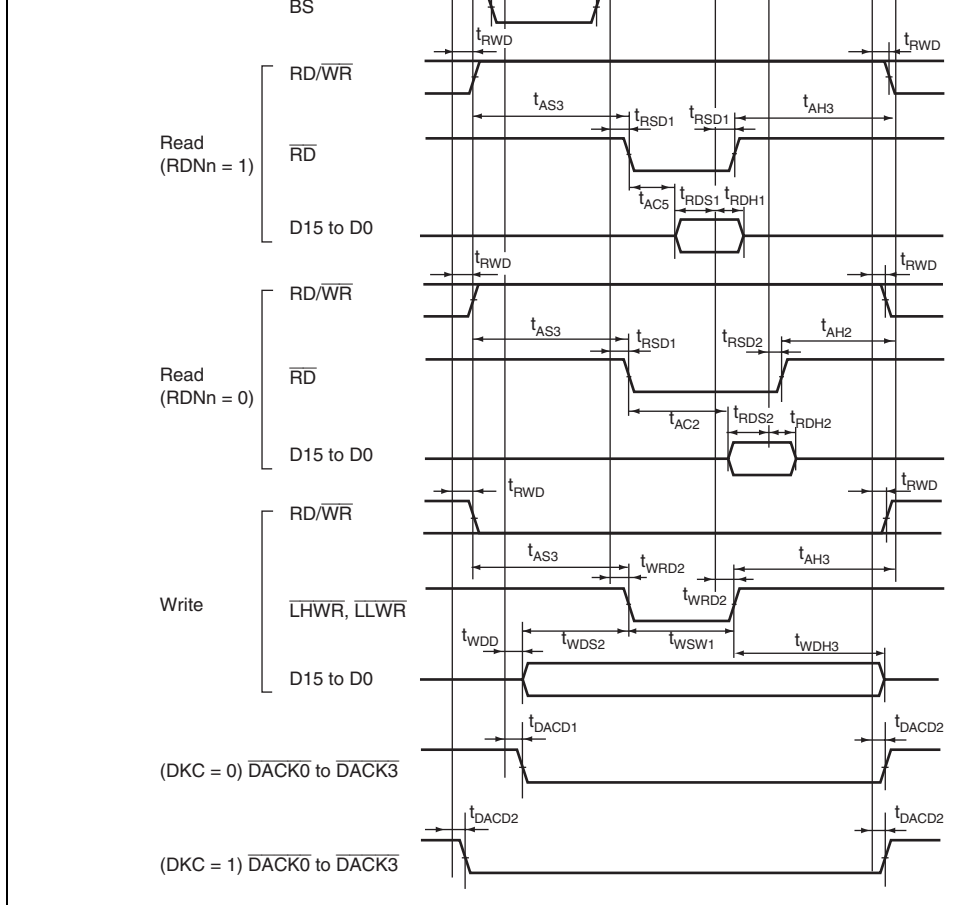 BS
tRWD
tRWD
RD/WR
tAS3
tAH3
tRSD1
tRSD1
Read
(RDNn = 1)
RD
tAC5
tRDS1
tRDH1
D15 to D0
tRWD
tRWD
RD/WR
tAS3
tAH2
tRSD1
tRSD2
Read
(RDNn = 0)
RD
tAC2
tRDS2
tRDH2
D15 to D0
tRWD
tRWD
RD/WR
tAS3
tAH3
tWRD2
tWRD2
Write
LHWR, LLWR
tWDD
tWDS2
tWSW1
tWDH3
D15 to D0
tDACD1
tDACD2
(DKC = 0) DACK0 to DACK3
tDACD2
tDACD2
(DKC = 1) DACK0 to DACK3